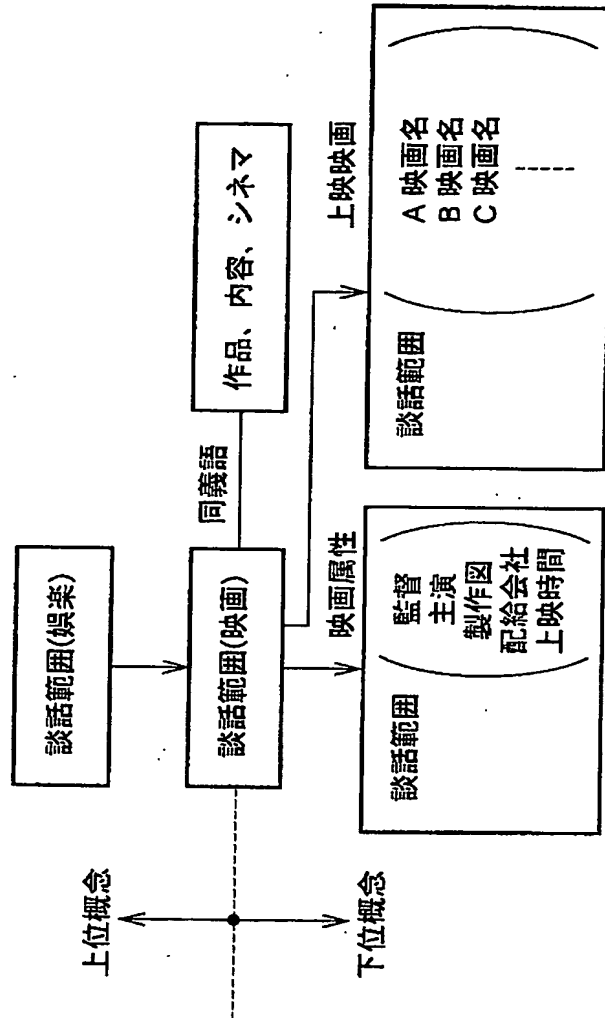 上位概念
下位概念
談話範囲(娯楽)
談話範囲(映画)
同義語
作品、内容、シネマ
映画属性
談話範囲
監督
主演
製作図
配給会社
上映時間
上映映画
談話範囲
A 映画名
B 映画名
C 映画名